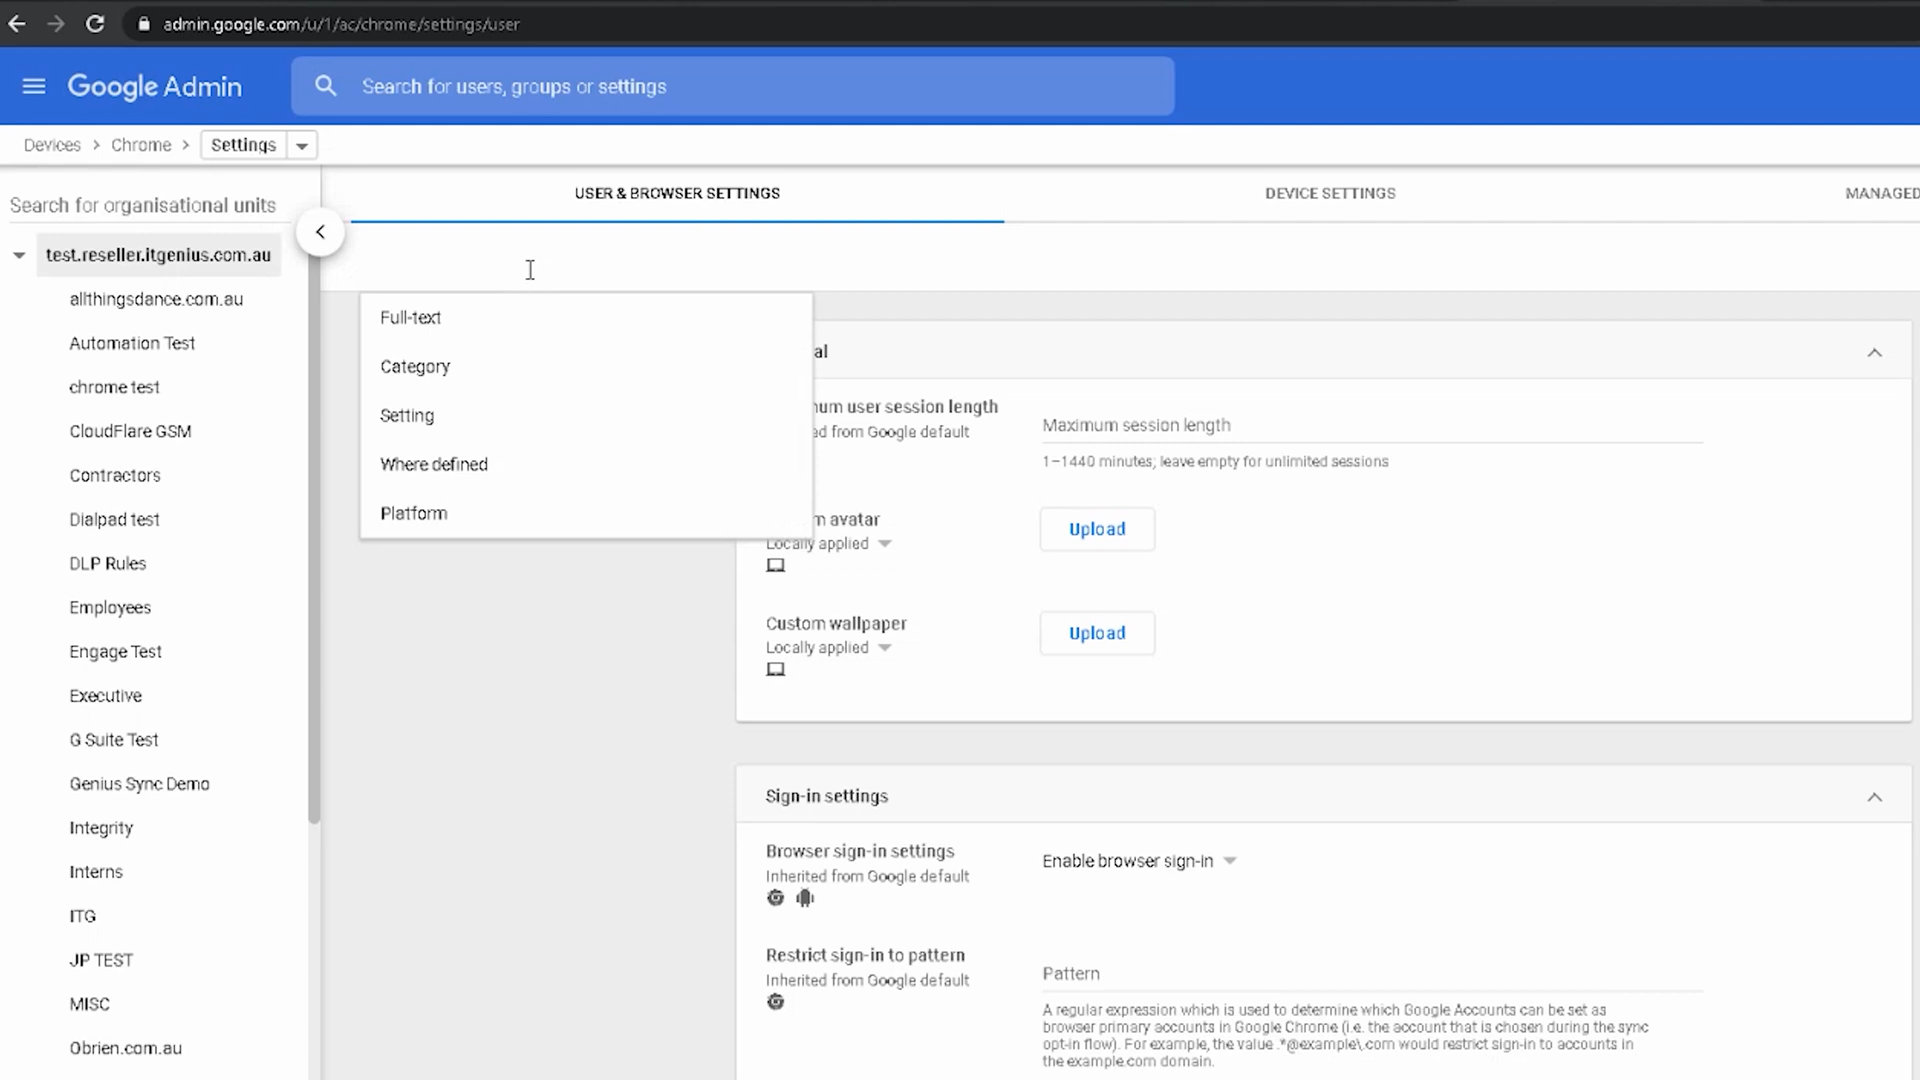 admin.google.com/u/1/ac/chrome/settings/user
Google Admin
Search for users, groups or settings
Devices > Chrome > Settings
Search for organisational units
test.reseller.itgenius.com.au
allthingsdance.com.au
Automation Test
chrome test
CloudFlare GSM
Contractors
Dialpad test
DLP Rules
Employees
Engage Test
Executive
G Suite Test
Genius Sync Demo
Integrity
Interns
ITG
JP TEST
MISC
Obrien.com.au
USER & BROWSER SETTINGS
DEVICE SETTINGS
MANAGED
Full-text
Category
Setting
Where defined
Platform
al
um user session length
ed from Google default
Maximum session length
1–1440 minutes; leave empty for unlimited sessions
m avatar
Locally applied
Upload
Custom wallpaper
Locally applied
Upload
Sign-in settings
Browser sign-in settings
Inherited from Google default
Enable browser sign-in
Restrict sign-in to pattern
Inherited from Google default
Pattern
A regular expression which is used to determine which Google Accounts can be set as
browser primary accounts in Google Chrome (i.e. the account that is chosen during the sync
opt-in flow). For example, the value .*@example\.com would restrict sign-in to accounts in
the example.com domain.